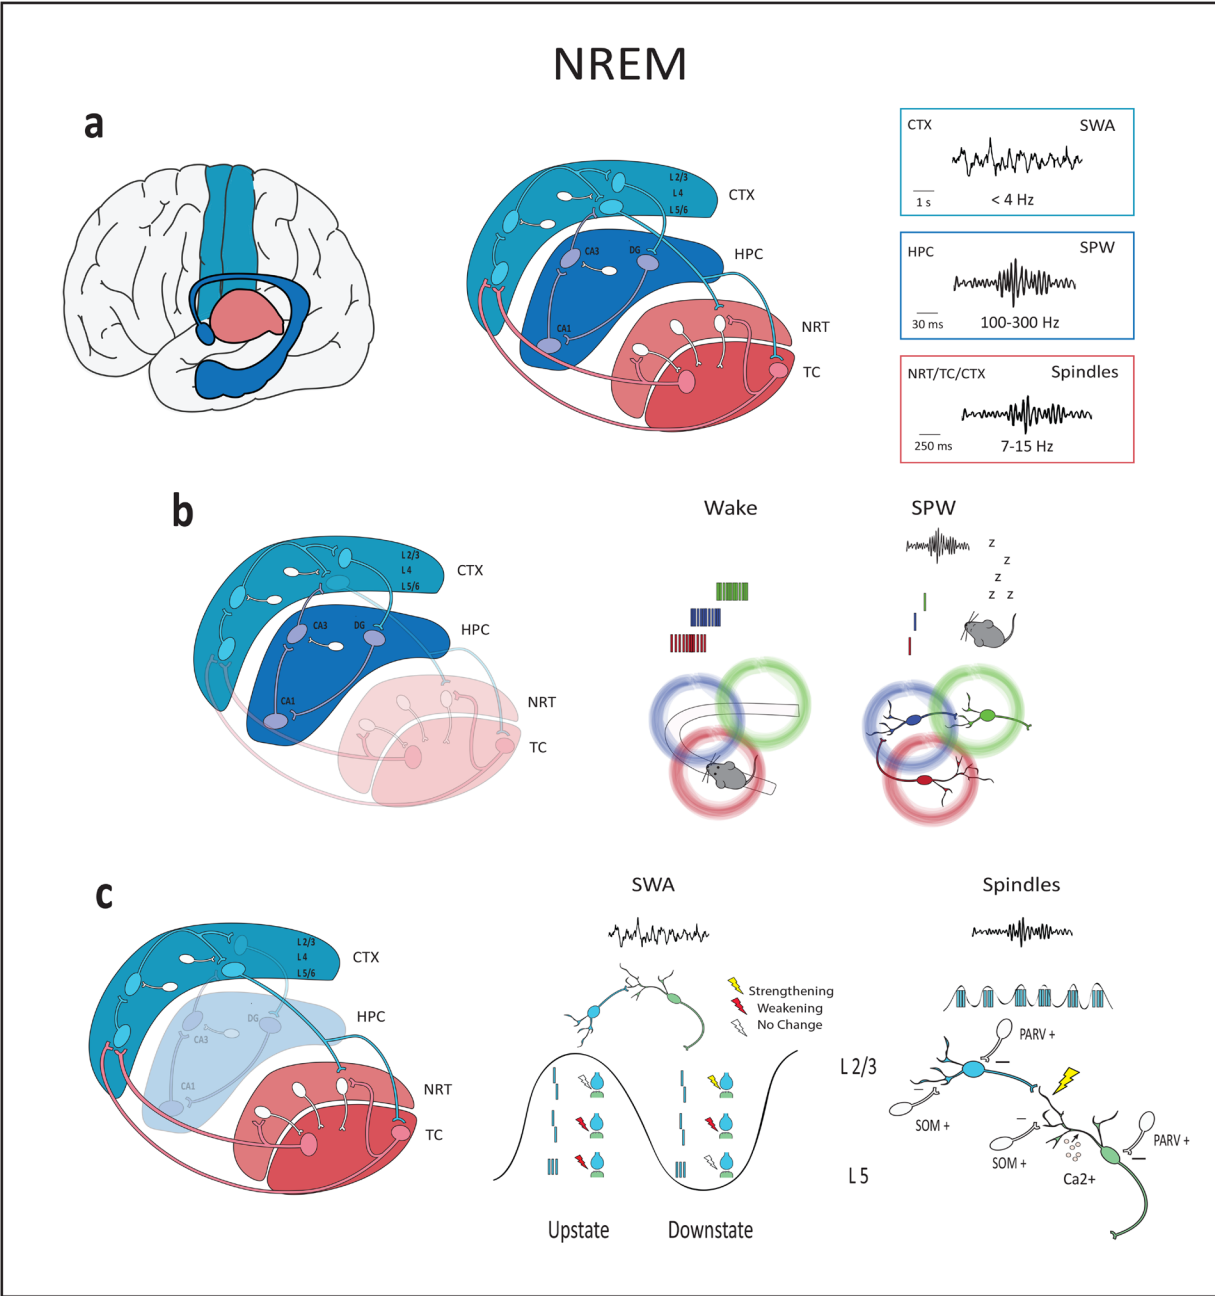 NREM
a
L 2/3
L 4
L 5/6
CTX
CA3
DG
HPC
CA1
NRT
TC
CTX SWA
1 s
< 4 Hz
HPC SPW
30 ms
100-300 Hz
NRT/TC/CTX Spindles
250 ms
7-15 Hz
b
L 2/3
L 4
L 5/6
CTX
CA3
DG
HPC
CA1
NRT
TC
Wake
SPW
z
z
z
z z
c
L 2/3
L 4
L 5/6
CTX
CA3
DG
HPC
CA1
NRT
TC
SWA
Strengthening
Weakening
No Change
Upstate
Downstate
Spindles
L 2/3
L 5
PARV +
SOM +
SOM +
PARV +
Ca2+